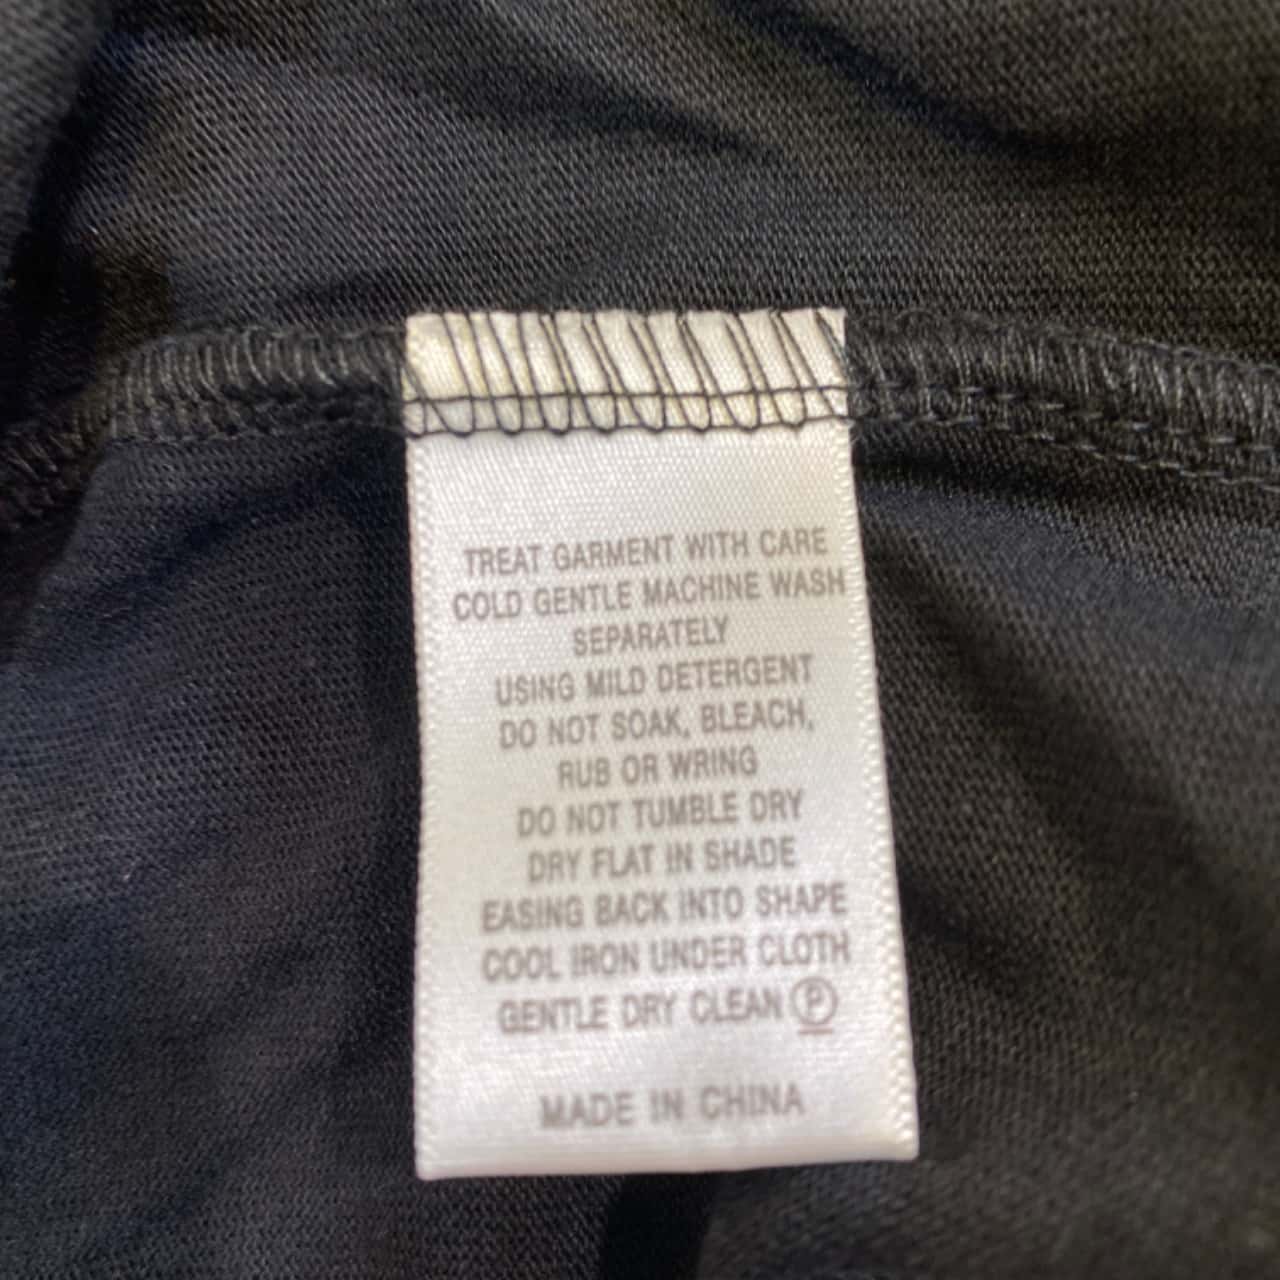 TREAT GARMENT WITH CARE
COLD GENTLE MACHINE WASH
SEPARATELY
USING MILD DETERGENT
DO NOT SOAK, BLEACH,
RUB OR WRING
DO NOT TUMBLE DRY
DRY FLAT IN SHADE
EASING BACK INTO SHAPE
COOL IRON UNDER CLOTH
GENTLE DRY CLEAN Ⓟ
MADE IN CHINA